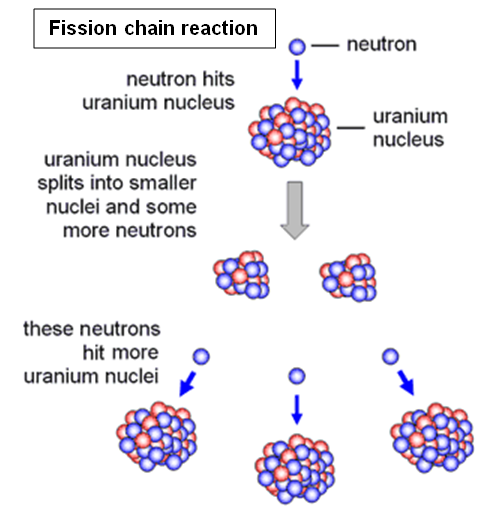 Fission chain reaction
neutron
neutron hits
uranium nucleus
uranium
nucleus
uranium nucleus
splits into smaller
nuclei and some
more neutrons
these neutrons
hit more
uranium nuclei